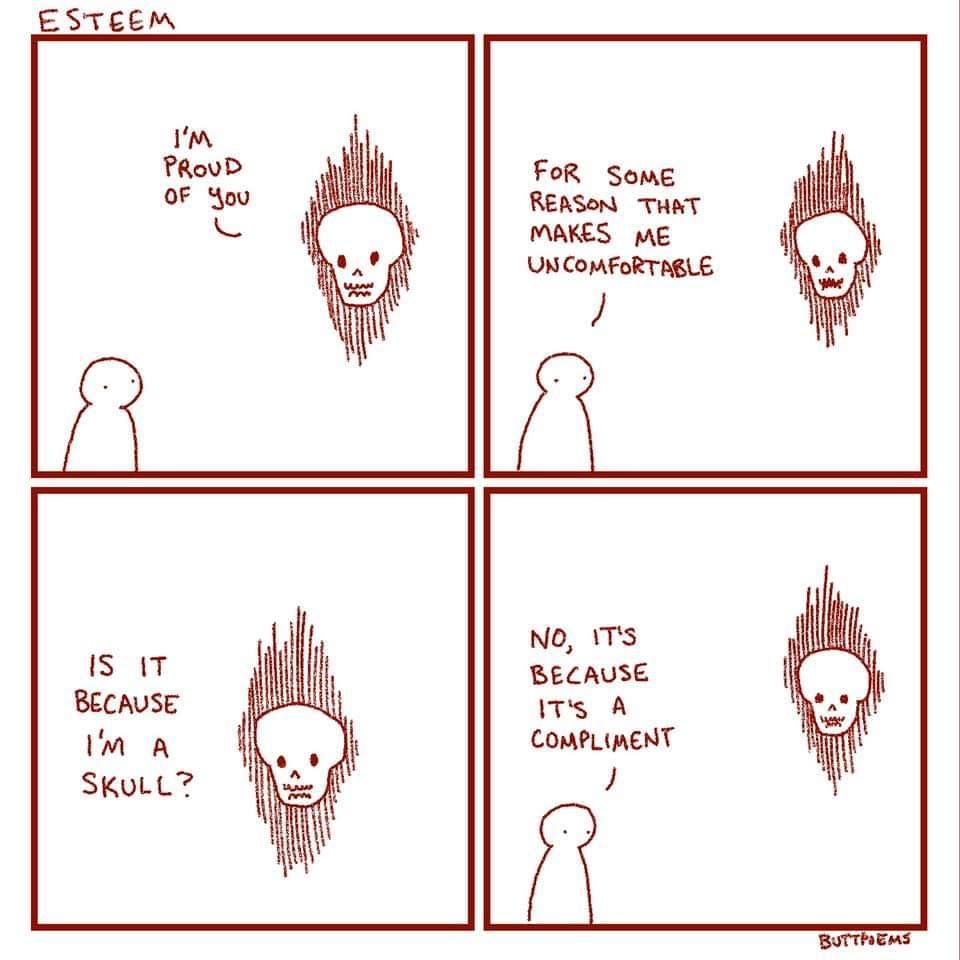 ESTEEM
I'M
PROUD
OF YOU
FOR SOME
REASON THAT
MAKES ME
UNCOMFORTABLE
IS IT
BECAUSE
I'M A
SKULL?
NO, IT'S
BECAUSE
IT'S A
COMPLIMENT
BUTTPOEMS